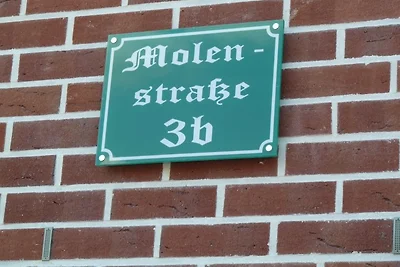 Molen-
straße
3b